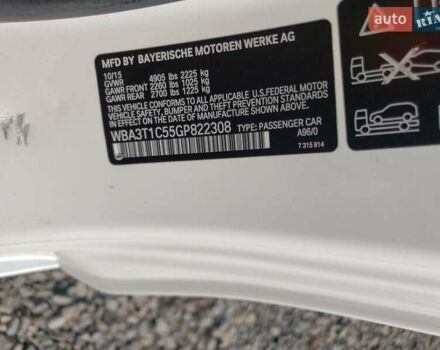 auto RIA
MFD BY BAYERISCHE MOTOREN WERKE AG
10/15
GVWR 4905 lbs 2225 kg
GAWR FRONT 2260 lbs 1025 kg
GAWR REAR 2700 lbs 1225 kg
THIS VEHICLE CONFORMS TO ALL APPLICABLE
FEDERAL MOTOR VEHICLE SAFETY, BUMPER, AND
THEFT PREVENTION STANDARDS IN EFFECT ON THE
DATE OF MANUFACTURE SHOWN ABOVE.
WBA3T1C55GP822308
TYPE: PASSENGER CAR
A96/0
7 315 814